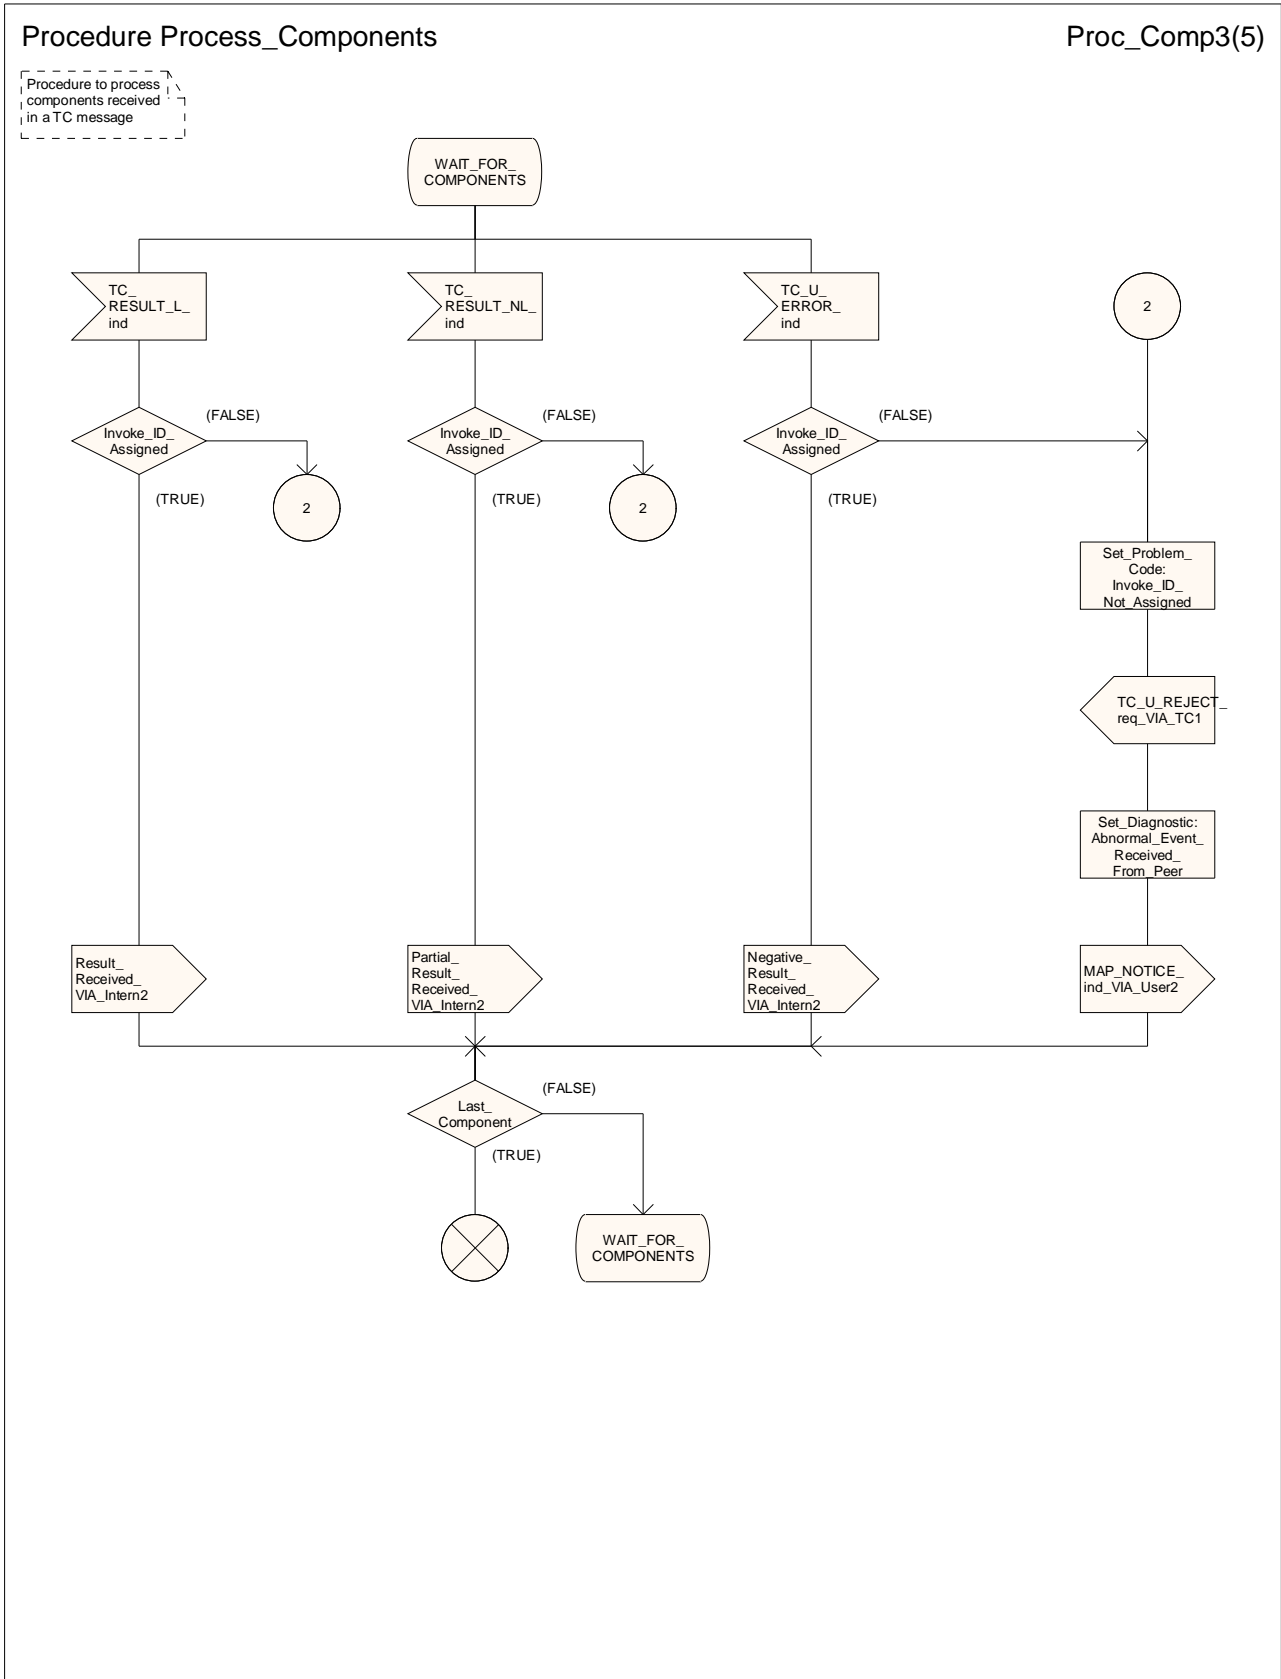 Procedure Process_Components
Proc_Comp3(5)
Procedure to process
components received
in a TC message
WAIT_FOR_
COMPONENTS
TC_
RESULT_L_
ind
TC_
RESULT_NL_
ind
TC_U_
ERROR_
ind
2
Invoke_ID_
Assigned
(FALSE)
(TRUE)
2
Invoke_ID_
Assigned
(FALSE)
(TRUE)
2
Invoke_ID_
Assigned
(FALSE)
(TRUE)
Set_Problem_
Code:
Invoke_ID_
Not_Assigned
TC_U_REJECT_
req_VIA_TC1
Set_Diagnostic:
Abnormal_Event_
Received_
From_Peer
Result_
Received_
VIA_Intern2
Partial_
Result_
Received_
VIA_Intern2
Negative_
Result_
Received_
VIA_Intern2
MAP_NOTICE_
ind_VIA_User2
Last_
Component
(FALSE)
(TRUE)
WAIT_FOR_
COMPONENTS